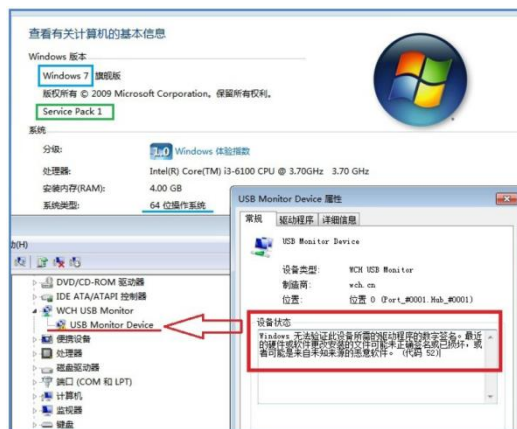 查看有关计算机的基本信息
Windows 版本
Windows 7 旗舰版
版权所有 © 2009 Microsoft Corporation。保留所有权利。
Service Pack 1
系统
分级:
1.0 Windows 体验指数
处理器: Intel(R) Core(TM) i3-6100 CPU @ 3.70GHz 3.70 GHz
安装内存(RAM): 4.00 GB
系统类型: 64 位操作系统
(H)
DVD/CD-ROM 驱动器
IDE ATA/ATAPI 控制器
WCH USB Monitor
USB Monitor Device
便携设备
处理器
磁盘驱动器
端口 (COM 和 LPT)
计算机
监视器
键盘
USB Monitor Device 属性
常规 驱动程序 详细信息
USB Monitor Device
设备类型: WCH USB Monitor
制造商: wch.cn
位置: 位置 0 (Port_#0001.Hub_#0001)
设备状态
Windows 无法验证此设备所需的驱动程序的数字签名。最近
的硬件或软件更改安装的文件可能未正确签名或已损坏，或
者可能是来自未知来源的恶意软件。 (代码 52)